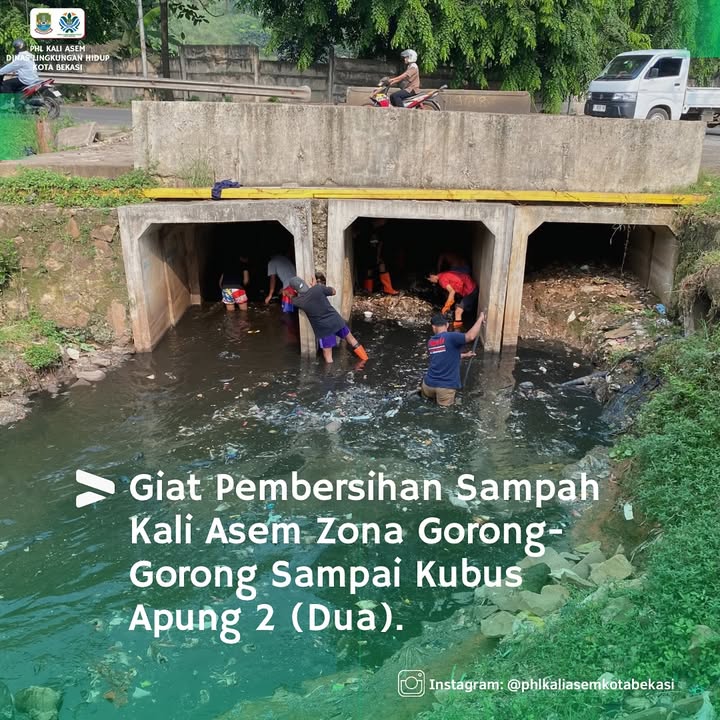 PHL KALI ASEM
DINAS LINGKUNGAN HIDUP
KOTA BEKASI
Giat Pembersihan Sampah
Kali Asem Zona Gorong-
Gorong Sampai Kubus
Apung 2 (Dua).
Instagram: @phlkaliasemkotabekasi